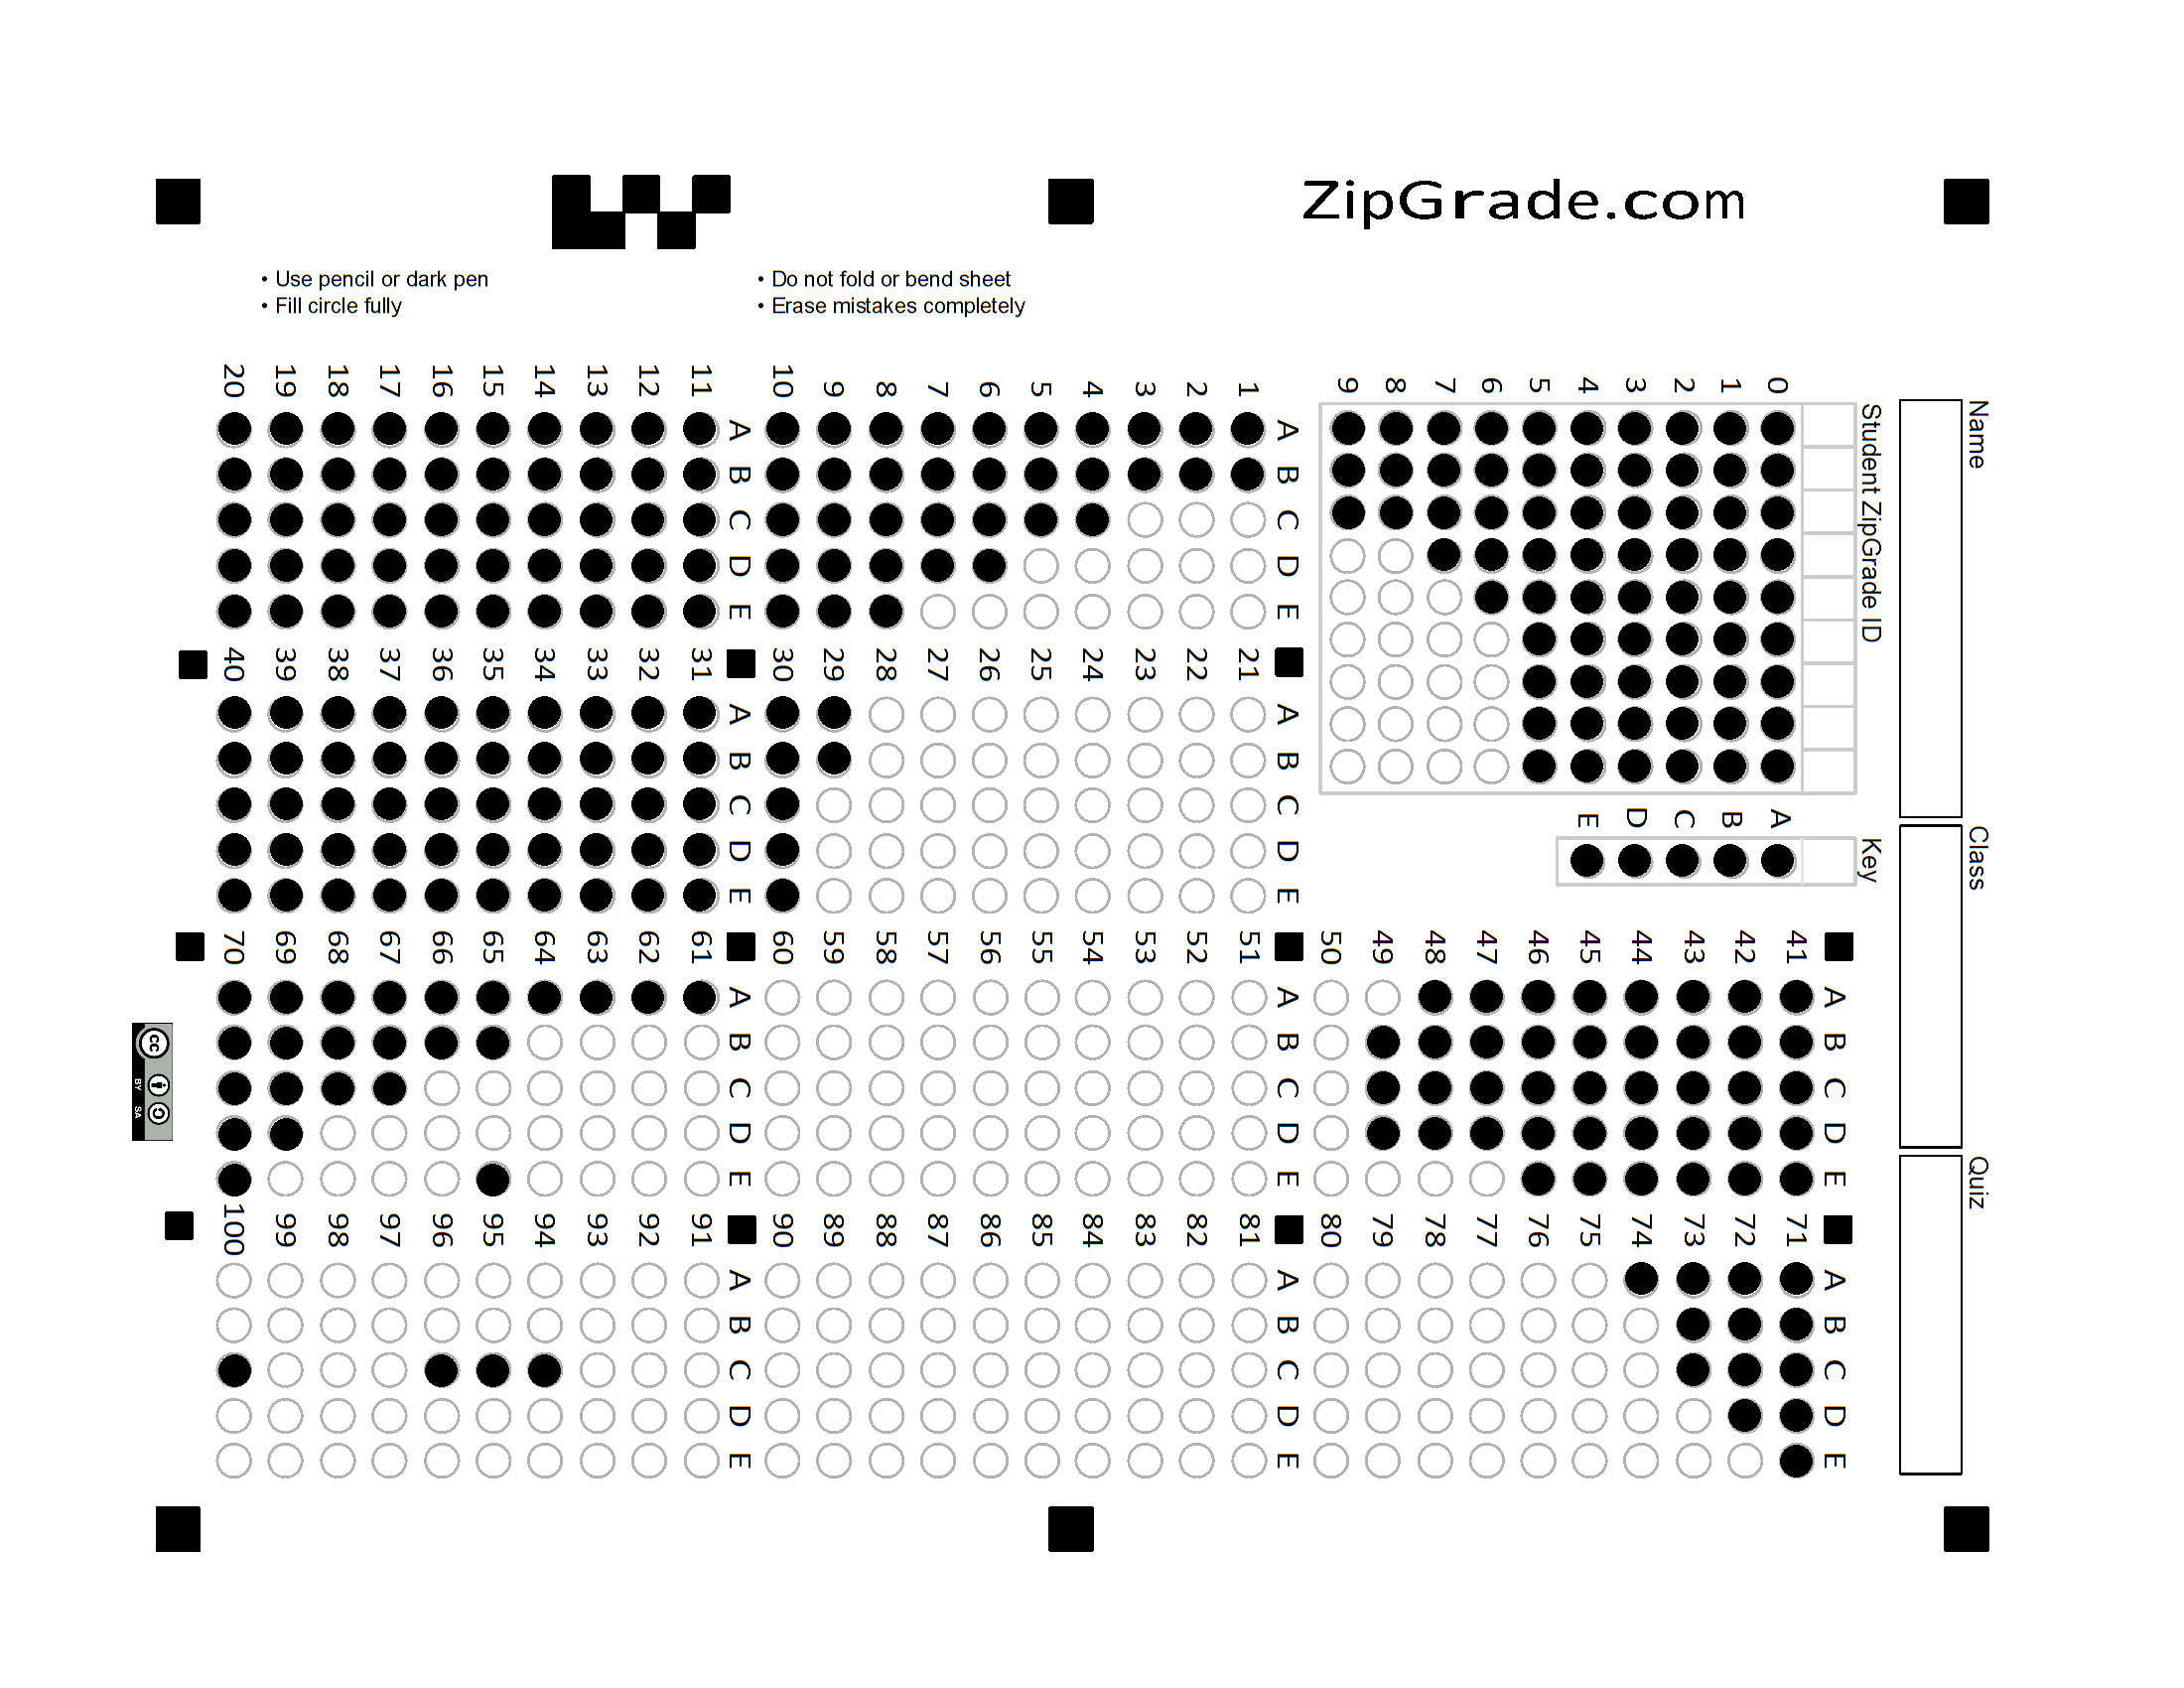 ZipGrade.com
• Use pencil or dark pen
• Fill circle fully
• Do not fold or bend sheet
• Erase mistakes completely
Name
Class
Quiz
Student ZipGrade ID
0 1 2 3 4 5 6 7 8 9
Key
A B C D E
A B C D E
1 2 3 4 5 6 7 8 9 10
A B C D E
11 12 13 14 15 16 17 18 19 20
A B C D E
21 22 23 24 25 26 27 28 29 30
A B C D E
31 32 33 34 35 36 37 38 39 40
A B C D E
41 42 43 44 45 46 47 48 49 50
A B C D E
51 52 53 54 55 56 57 58 59 60
A B C D E
61 62 63 64 65 66 67 68 69 70
A B C D E
71 72 73 74 75 76 77 78 79 80
A B C D E
81 82 83 84 85 86 87 88 89 90
A B C D E
91 92 93 94 95 96 97 98 99 100
cc
BY SA